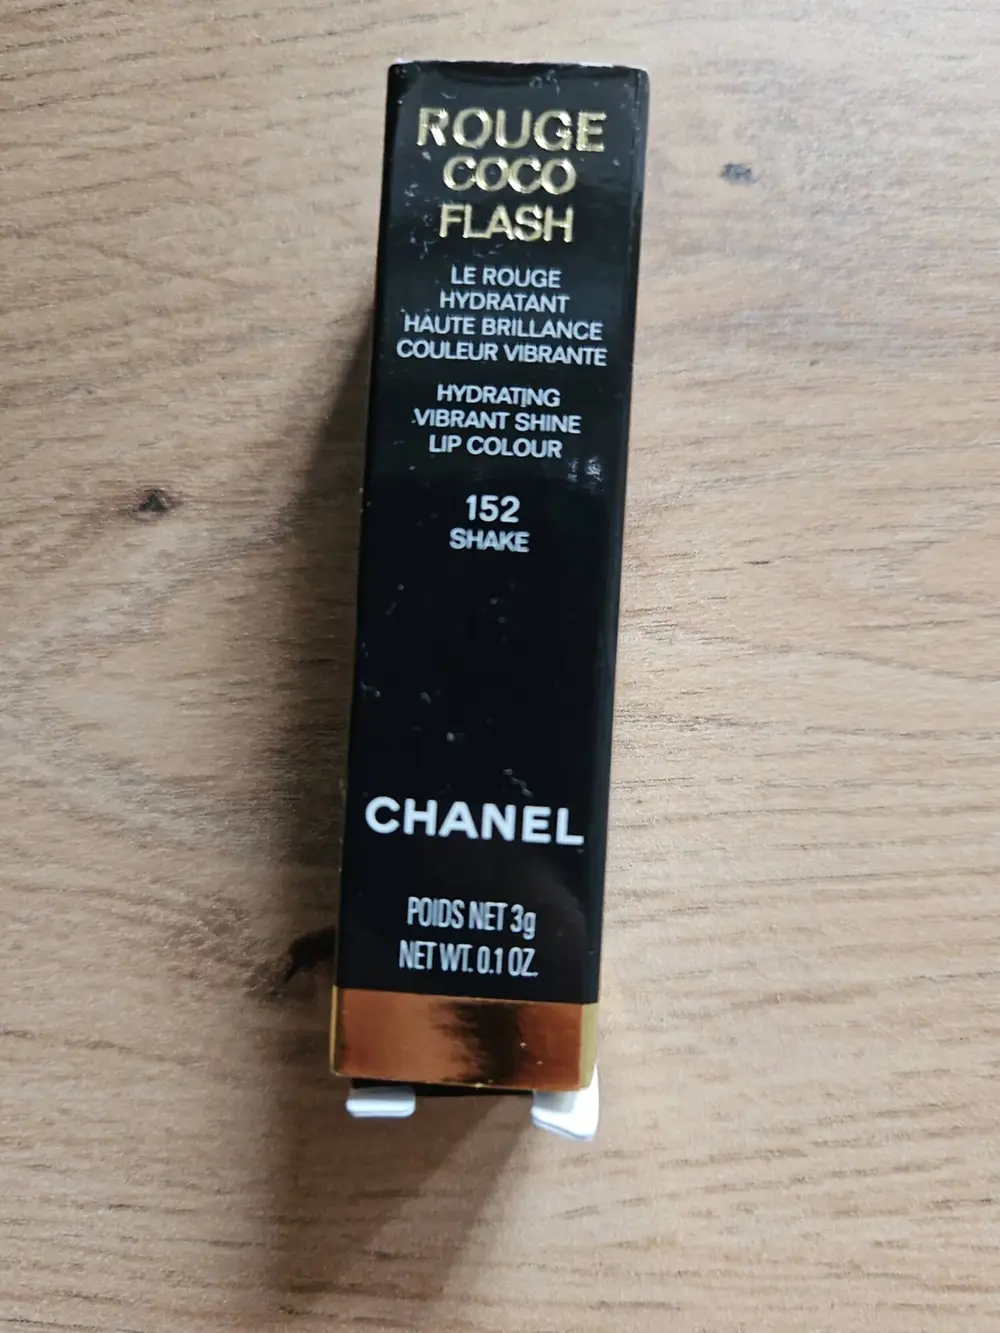 ROUGE
COCO
FLASH
LE ROUGE
HYDRATANT
HAUTE BRILLANCE
COULEUR VIBRANTE
HYDRATING
VIBRANT SHINE
LIP COLOUR
152
SHAKE
CHANEL
POIDS NET 3g
NET WT. 0.1 OZ.